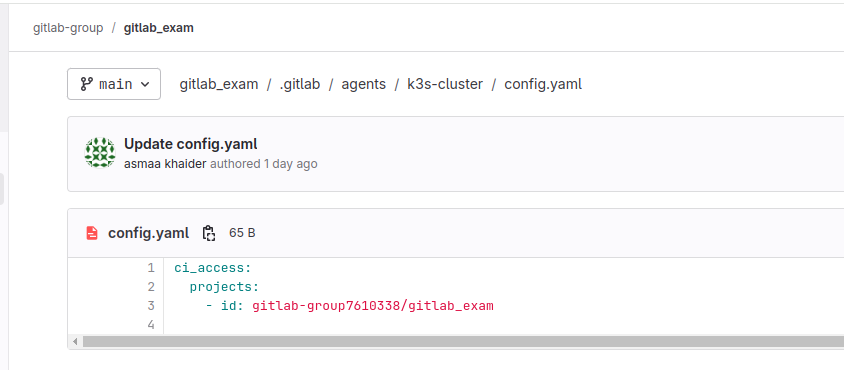 gitlab-group / gitlab_exam
main gitlab_exam / .gitlab / agents / k3s-cluster / config.yaml
Update config.yaml
asmaa khaider authored 1 day ago
config.yaml 65 B
1 ci_access:
2   projects:
3     - id: gitlab-group7610338/gitlab_exam
4